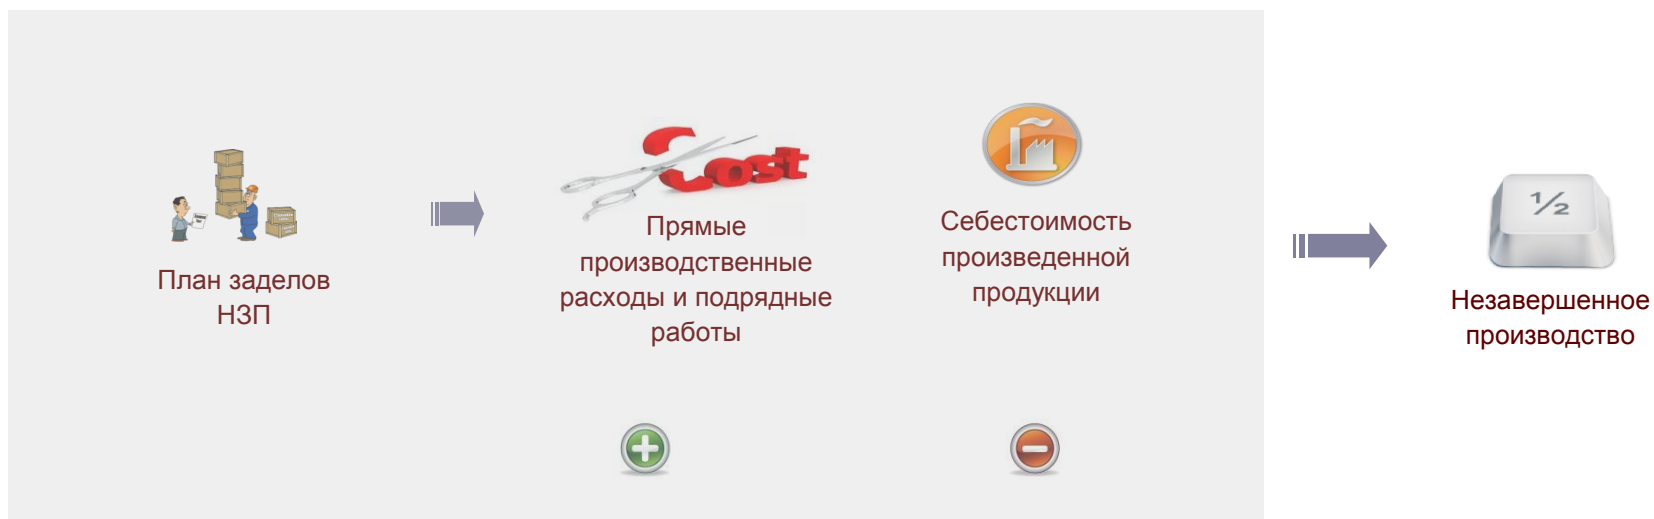 План заделов
НЗП
Cost
Прямые
производственные
расходы и подрядные
работы
Себестоимость
произведенной
продукции
1/2
Незавершенное
производство